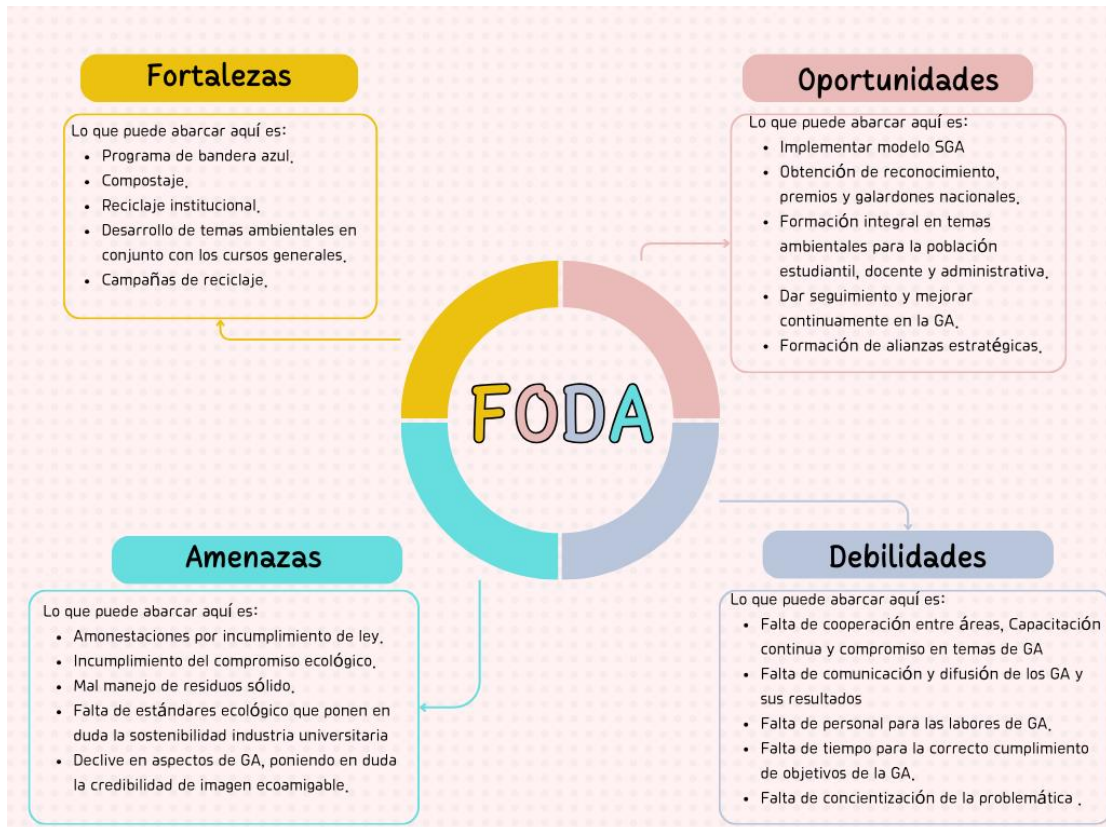 Fortalezas
Lo que puede abarcar aquí es:
• Programa de bandera azul.
• Compostaje.
• Reciclaje institucional.
• Desarrollo de temas ambientales en
conjunto con los cursos generales.
• Campañas de reciclaje.
Oportunidades
Lo que puede abarcar aquí es:
• Implementar modelo SGA
• Obtención de reconocimiento,
premios y galardones nacionales.
• Formación integral en temas
ambientales para la población
estudiantil, docente y administrativa.
• Dar seguimiento y mejorar
continuamente en la GA.
• Formación de alianzas estratégicas.
FODA
Amenazas
Lo que puede abarcar aquí es:
• Amonestaciones por incumplimiento de ley.
• Incumplimiento del compromiso ecológico.
• Mal manejo de residuos sólido.
• Falta de estándares ecológico que ponen en
duda la sostenibilidad industria universitaria
• Declive en aspectos de GA, poniendo en duda
la credibilidad de imagen ecoamigable.
Debilidades
Lo que puede abarcar aquí es:
• Falta de cooperación entre áreas, Capacitación
continua y compromiso en temas de GA
• Falta de comunicación y difusión de los GA y
sus resultados
• Falta de personal para las labores de GA.
• Falta de tiempo para la correcto cumplimiento
de objetivos de la GA.
• Falta de concientización de la problemática .